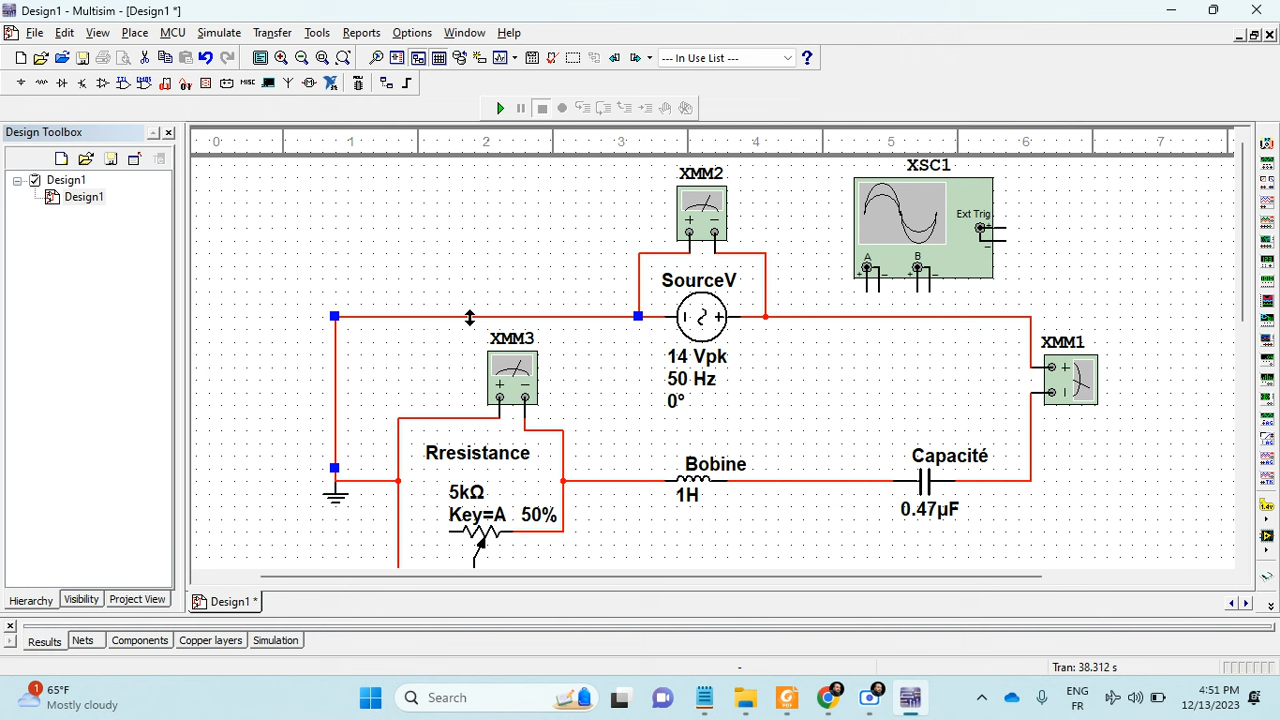 Design1 - Multisim - [Design1 *]
File Edit View Place MCU Simulate Transfer Tools Reports Options Window Help
--- In Use List ---
Design Toolbox
Design1
Design1
0 1 2 3 4 5 6 7
XMM2
XSC1
Ext Trig
A B
SourceV
14 Vpk
50 Hz
0°
XMM3
XMM1
Rresistance
5kΩ
Key=A 50%
Bobine
1H
Capacité
0.47µF
Hierarchy Visibility Project View
Design1 *
Results Nets Components Copper layers Simulation
-
Tran: 38.312 s
1
65°F
Mostly cloudy
Search
ENG
FR
4:51 PM
12/13/2023